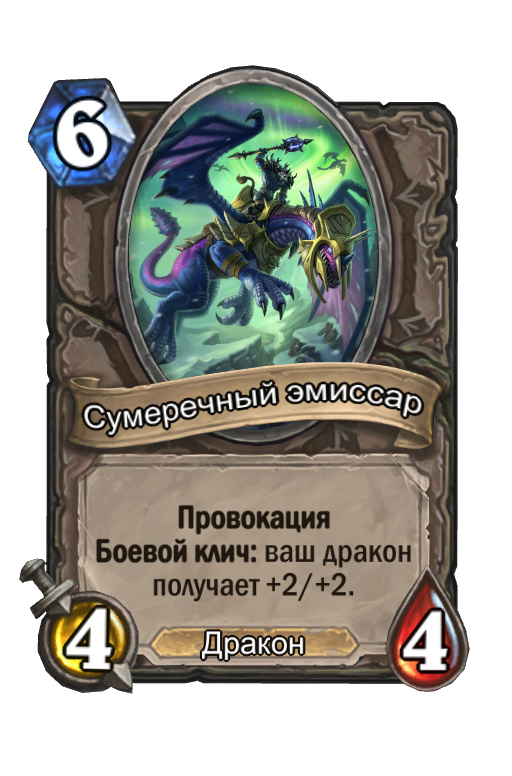 6
Сумеречный эмиссар
Провокация
Боевой клич: ваш дракон
получает +2/+2.
4
Дракон
4